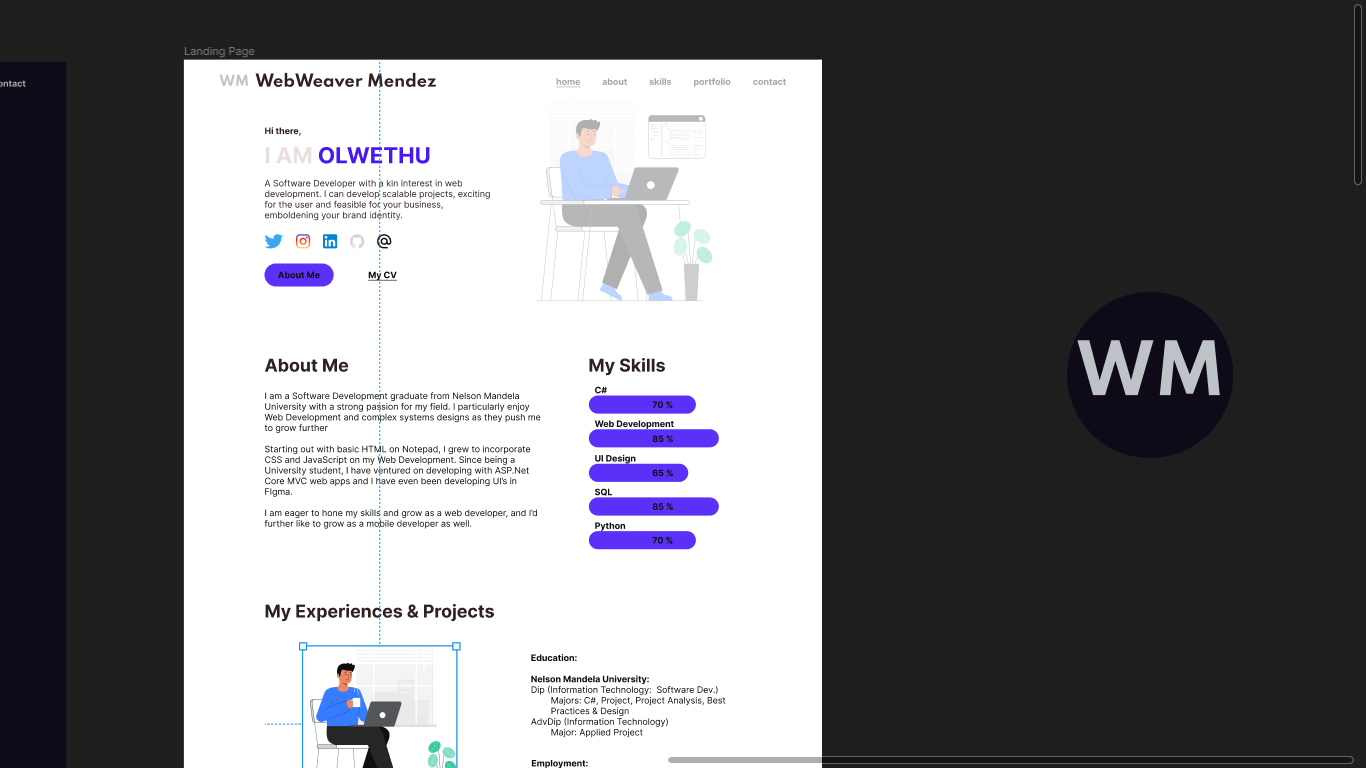 Landing Page
ontact
WM WebWeaver Mendez
home about skills portfolio contact
Hi there,
I AM OLWETHU
A Software Developer with a kin interest in web
development. I can develop scalable projects, exciting
for the user and feasible for your business,
emboldening your brand identity.
About Me
My CV
WM
About Me
I am a Software Development graduate from Nelson Mandela
University with a strong passion for my field. I particularly enjoy
Web Development and complex systems designs as they push me
to grow further
Starting out with basic HTML on Notepad, I grew to incorporate
CSS and JavaScript on my Web Development. Since being a
University student, I have ventured on developing with ASP.Net
Core MVC web apps and I have even been developing UI's in
FIgma.
I am eager to hone my skills and grow as a web developer, and I'd
further like to grow as a mobile developer as well.
My Skills
C#
70 %
Web Development
85 %
UI Design
65 %
SQL
85 %
Python
70 %
My Experiences & Projects
Education:
Nelson Mandela University:
Dip (Information Technology: Software Dev.)
Majors: C#, Project, Project Analysis, Best
Practices & Design
AdvDip (Information Technology)
Major: Applied Project
Employment: